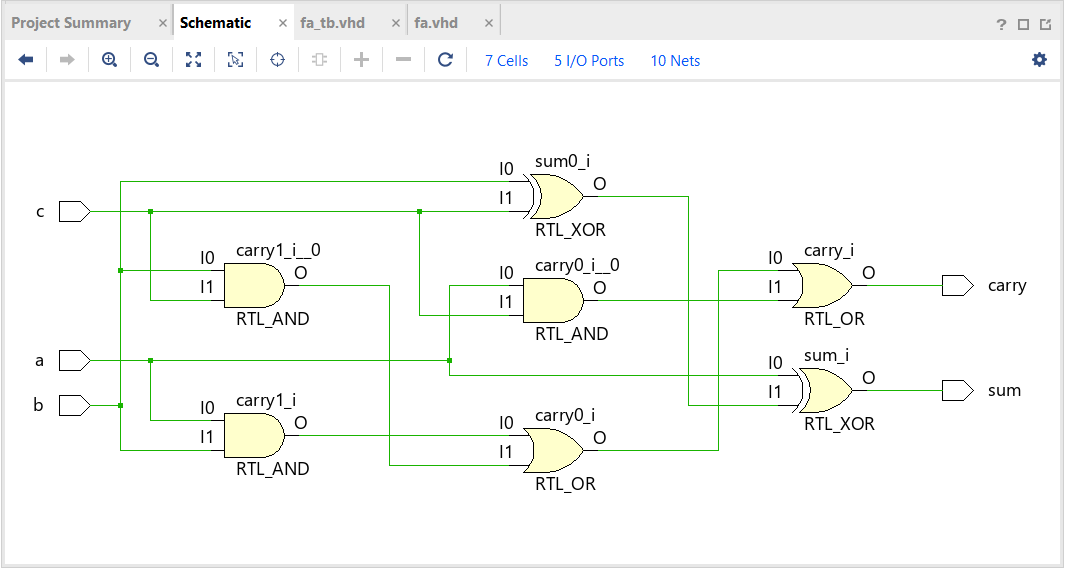 Project Summary × Schematic × fa_tb.vhd × fa.vhd ×
?
7 Cells 5 I/O Ports 10 Nets
sum0_i
I0
O
I1
RTL_XOR
c
carry1_i__0
I0
O
I1
RTL_AND
carry0_i__0
I0
O
I1
RTL_AND
carry_i
I0
O
I1
RTL_OR
carry
a
b
sum_i
I0
O
I1
RTL_XOR
sum
carry1_i
I0
O
I1
RTL_AND
carry0_i
I0
O
I1
RTL_OR